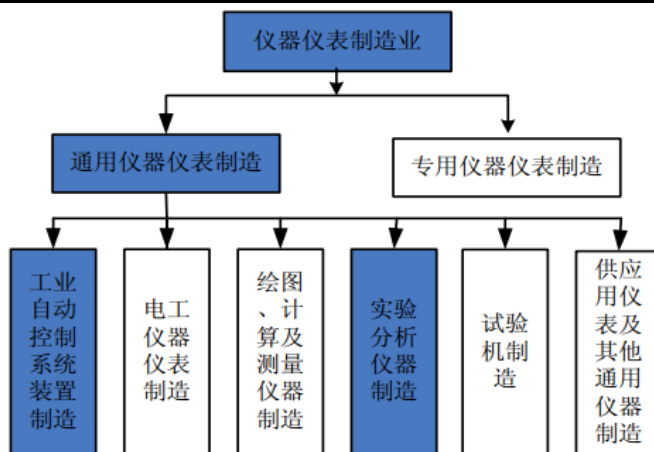 仪器仪表制造业
通用仪器仪表制造
专用仪器仪表制造
工业
自动
控制
系统
装置
制造
电工
仪器
仪表
制造
绘图
、计
算及
测量
仪器
制造
实验
分析
仪器
制造
试验
机制
造
供应
用仪
表及
其他
通用
仪器
制造